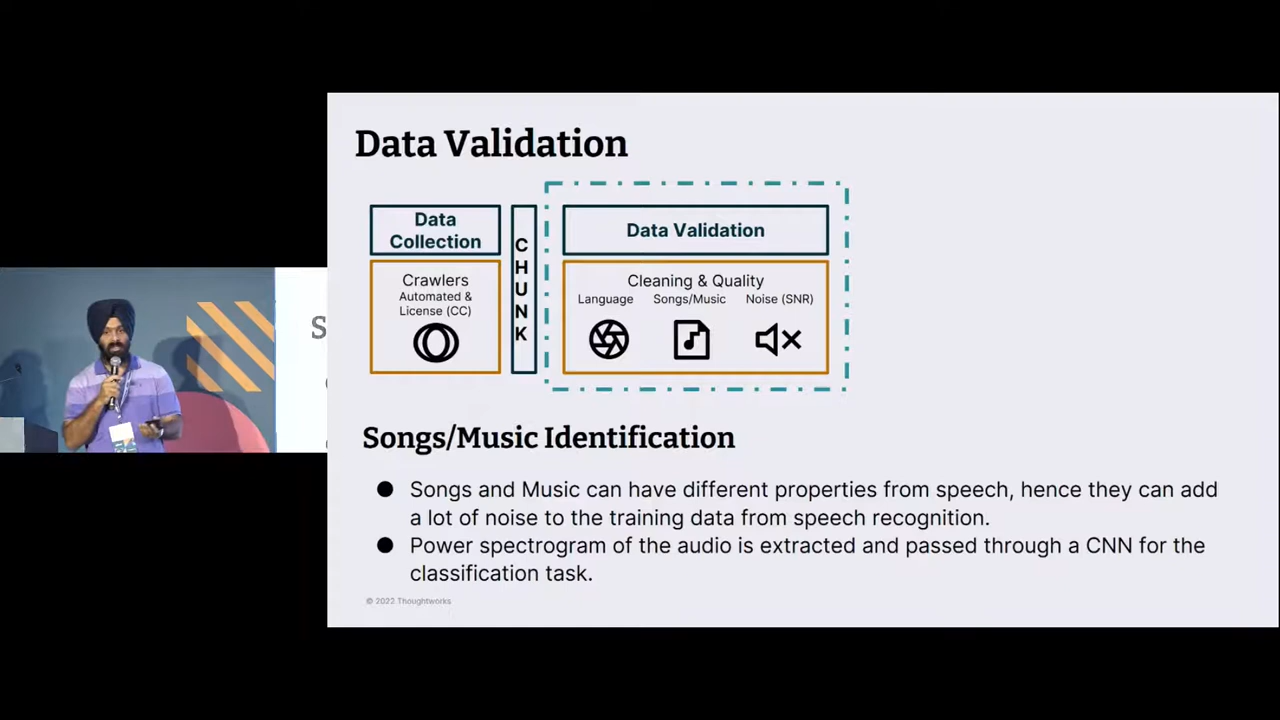 Data Validation
Data
Collection
C
H
U
N
K
Data Validation
Crawlers
Automated &
License (CC)
Cleaning & Quality
Language Songs/Music Noise (SNR)
S
Songs/Music Identification
● Songs and Music can have different properties from speech, hence they can add
a lot of noise to the training data from speech recognition.
● Power spectrogram of the audio is extracted and passed through a CNN for the
classification task.
© 2022 Thoughtworks